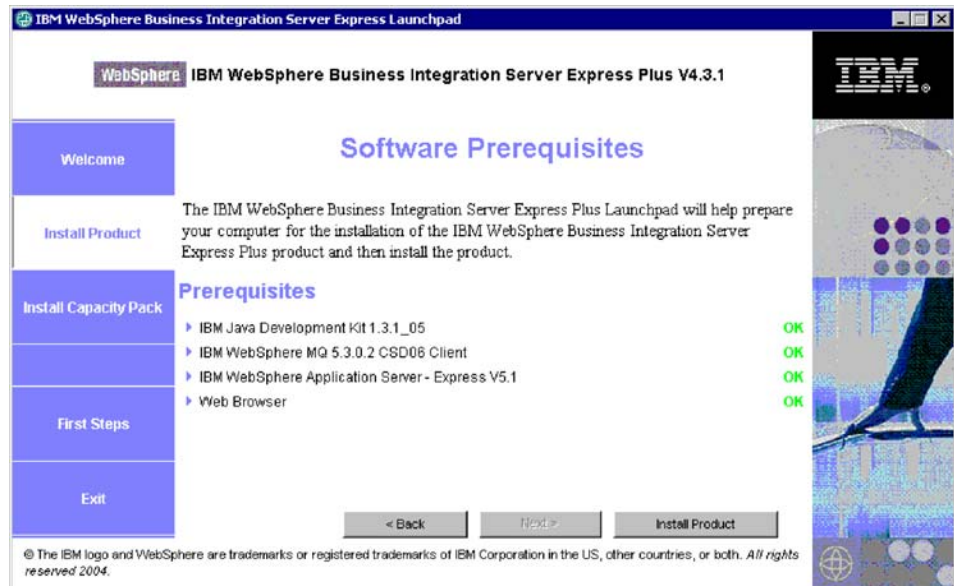 IBM WebSphere Business Integration Server Express Launchpad
WebSphere IBM WebSphere Business Integration Server Express Plus V4.3.1
IBM®
Welcome
Install Product
Install Capacity Pack
First Steps
Exit
Software Prerequisites
The IBM WebSphere Business Integration Server Express Plus Launchpad will help prepare
your computer for the installation of the IBM WebSphere Business Integration Server
Express Plus product and then install the product.
Prerequisites
IBM Java Development Kit 1.3.1_05 OK
IBM WebSphere MQ 5.3.0.2 CSD06 Client OK
IBM WebSphere Application Server - Express V5.1 OK
Web Browser OK
< Back Next > Install Product
© The IBM logo and WebSphere are trademarks or registered trademarks of IBM Corporation in the US, other countries, or both. All rights
reserved 2004.